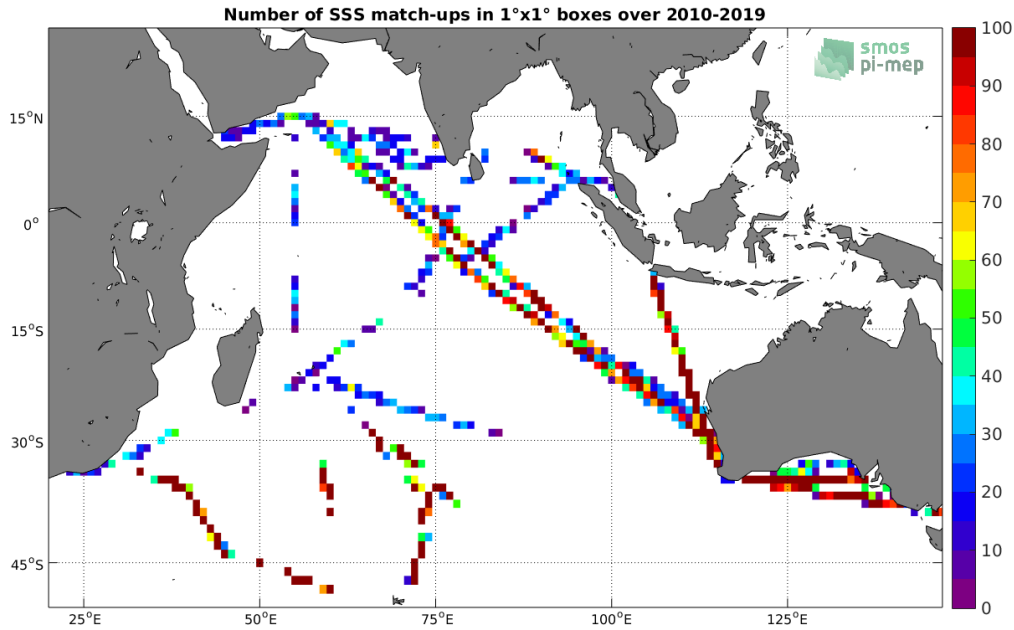 Number of SSS match-ups in 1°x1° boxes over 2010-2019
smos
pi-mep
100
90
80
70
60
50
40
30
20
10
0
15°N
0°
15°S
30°S
45°S
25°E
50°E
75°E
100°E
125°E